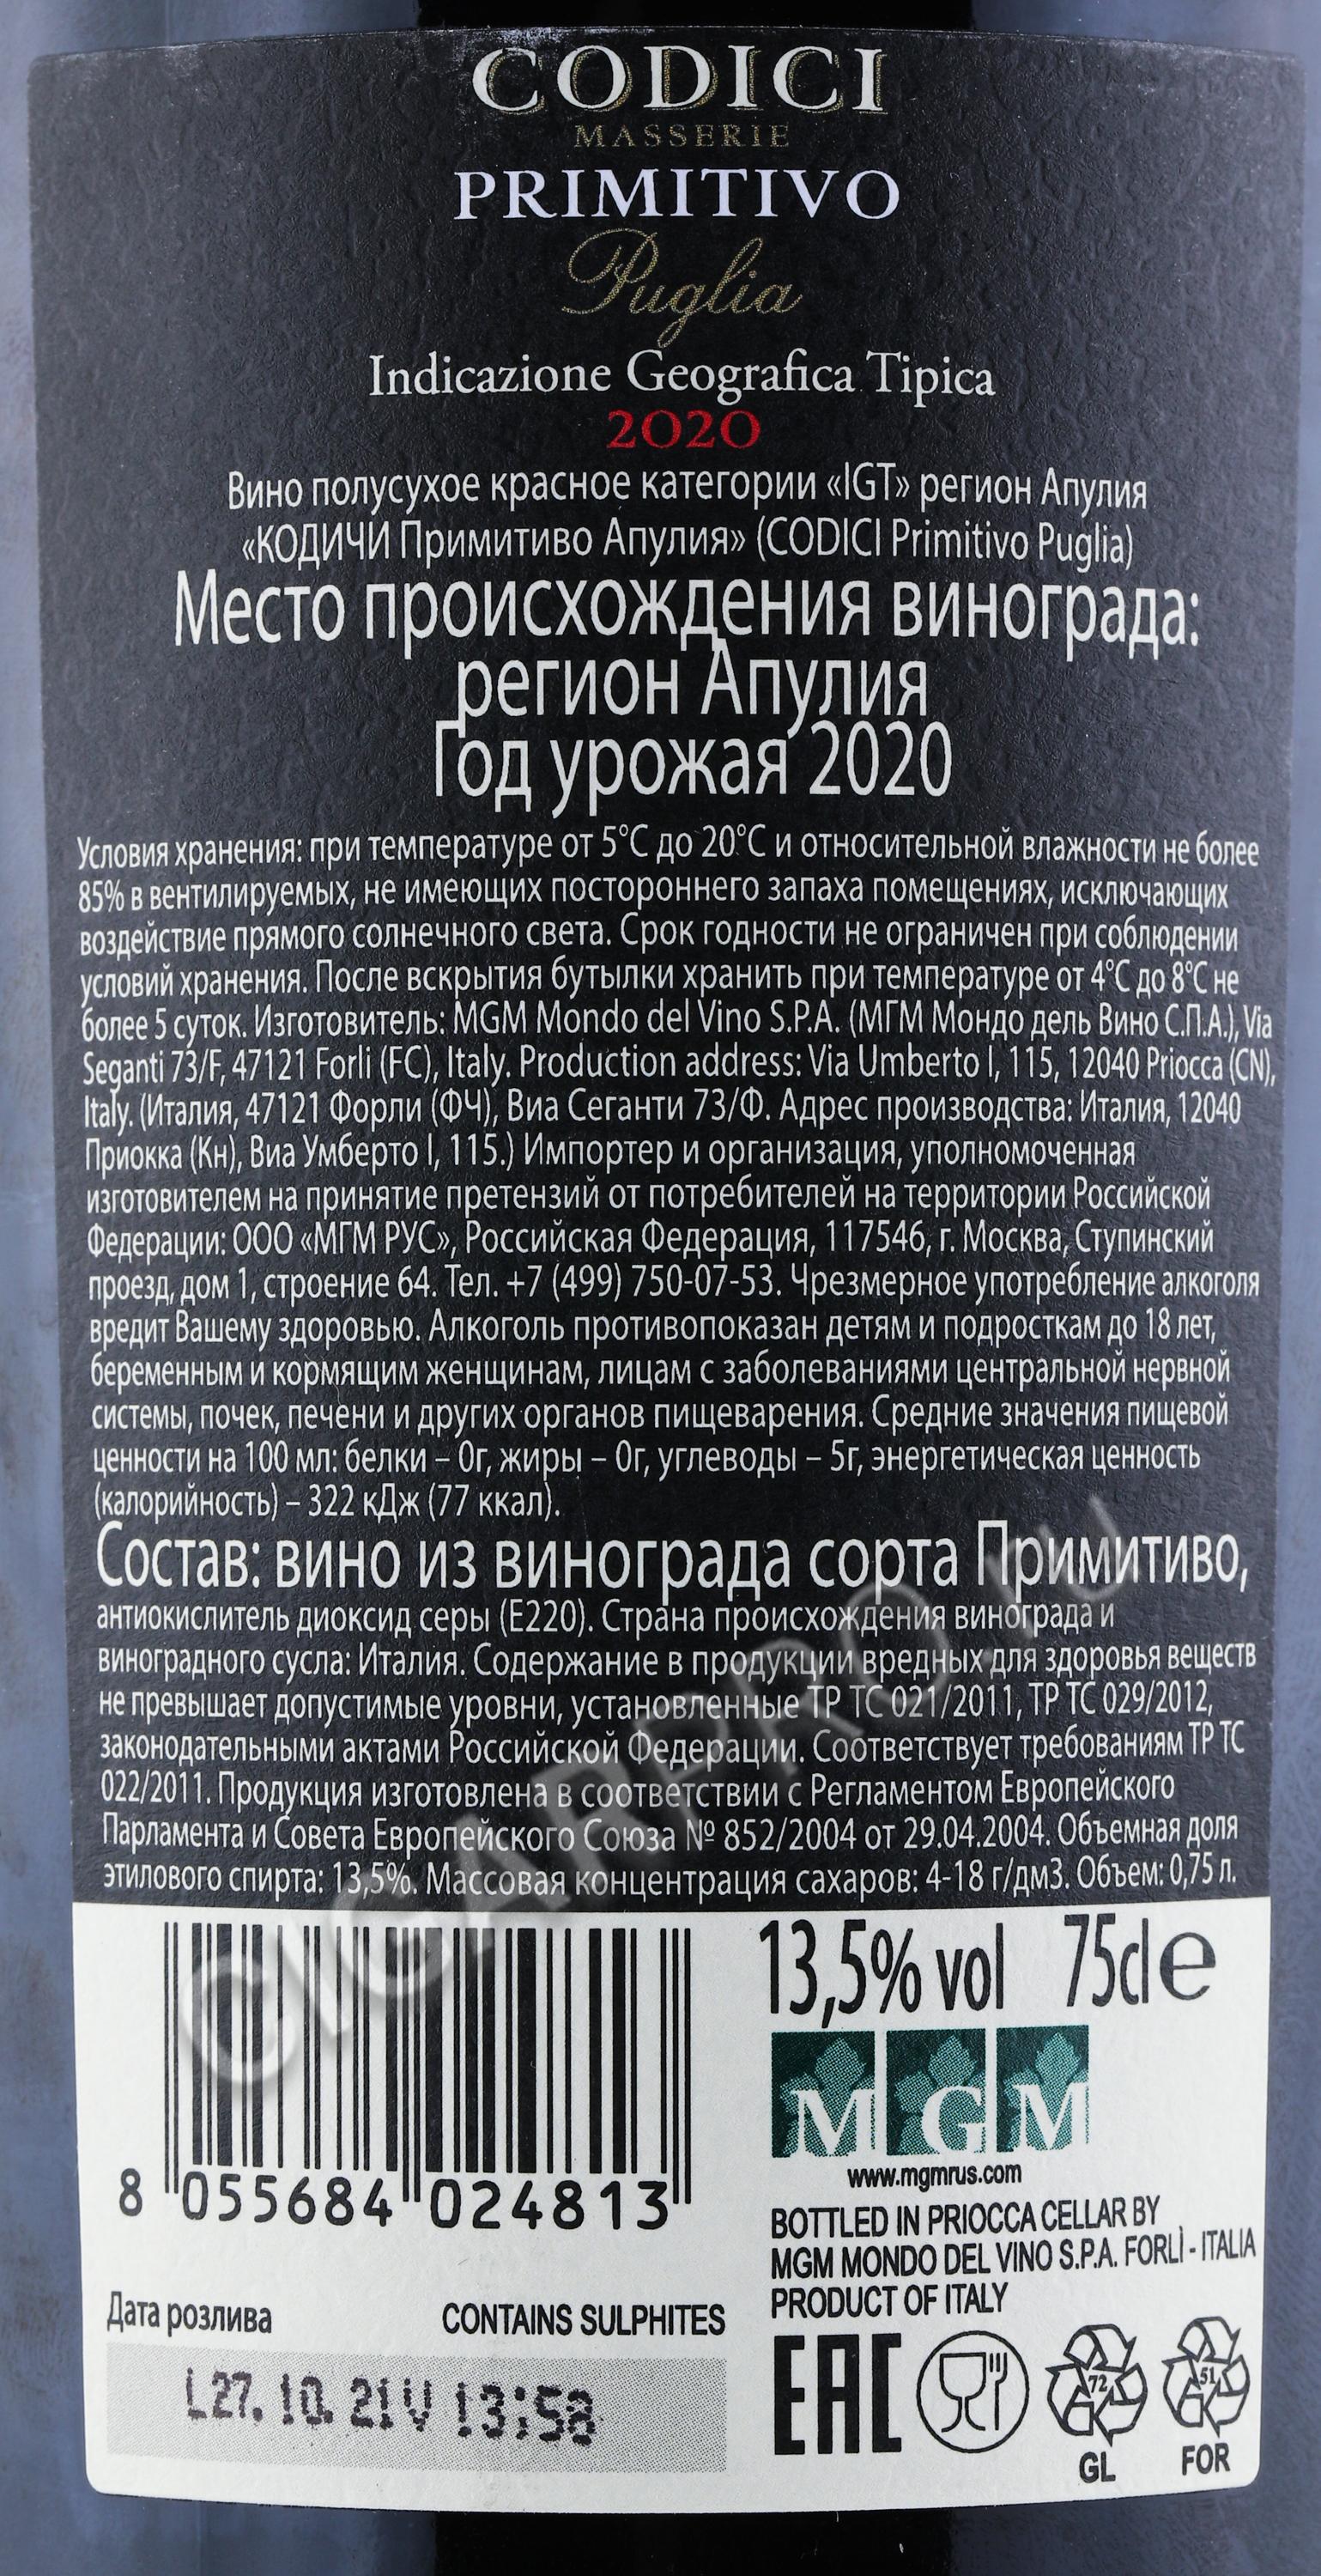 CODICI
MASSERIE
PRIMITIVO
Puglia
Indicazione Geografica Tipica
2020
Вино полусухое красное категории «IGT» регион Апулия
«КОДИЧИ Примитиво Апулия» (CODICI Primitivo Puglia)
Место происхождения винограда:
регион Апулия
Год урожая 2020
Условия хранения: при температуре от 5°С до 20°С и относительной влажности не более
85% в вентилируемых, не имеющих постороннего запаха помещениях, исключающих
воздействие прямого солнечного света. Срок годности не ограничен при соблюдении
условий хранения. После вскрытия бутылки хранить при температуре от 4°С до 8°С не
более 5 суток. Изготовитель: MGM Mondo del Vino S.P.A. (МГМ Мондо дель Вино С.П.А.), Via
Seganti 73/F, 47121 Forli (FC), Italy. Production address: Via Umberto I, 115, 12040 Priocca (CN),
Italy. (Италия, 47121 Форли (ФЧ), Виа Сеганти 73/Ф. Адрес производства: Италия, 12040
Приокка (Кн), Виа Умберто I, 115.) Импортер и организация, уполномоченная
изготовителем на принятие претензий от потребителей на территории Российской
Федерации: ООО «МГМ РУС», Российская Федерация, 117546, г. Москва, Ступинский
проезд, дом 1, строение 64. Тел. +7 (499) 750-07-53. Чрезмерное употребление алкоголя
вредит Вашему здоровью. Алкоголь противопоказан детям и подросткам до 18 лет,
беременным и кормящим женщинам, лицам с заболеваниями центральной нервной
системы, почек, печени и других органов пищеварения. Средние значения пищевой
ценности на 100 мл: белки – 0г, жиры – 0г, углеводы – 5г, энергетическая ценность
(калорийность) – 322 кДж (77 ккал).
Состав: вино из винограда сорта Примитиво,
антиокислитель диоксид серы (Е220). Страна происхождения винограда и
виноградного сусла: Италия. Содержание в продукции вредных для здоровья веществ
не превышает допустимые уровни, установленные ТР ТС 021/2011, ТР ТС 029/2012,
законодательными актами Российской Федерации. Соответствует требованиям ТР ТС
022/2011. Продукция изготовлена в соответствии с Регламентом Европейского
Парламента и Совета Европейского Союза № 852/2004 от 29.04.2004. Объемная доля
этилового спирта: 13,5%. Массовая концентрация сахаров: 4-18 г/дм3. Объем: 0,75 л.
CIGARPRO.RU
13,5% vol 75cl e
MGM
www.mgmrus.com
8 055684 024813
BOTTLED IN PRIOCCA CELLAR BY
MGM MONDO DEL VINO S.P.A. FORLÌ - ITALIA
PRODUCT OF ITALY
Дата розлива CONTAINS SULPHITES
L27. 10. 21V 13:58
EAC
72
GL
51
FOR